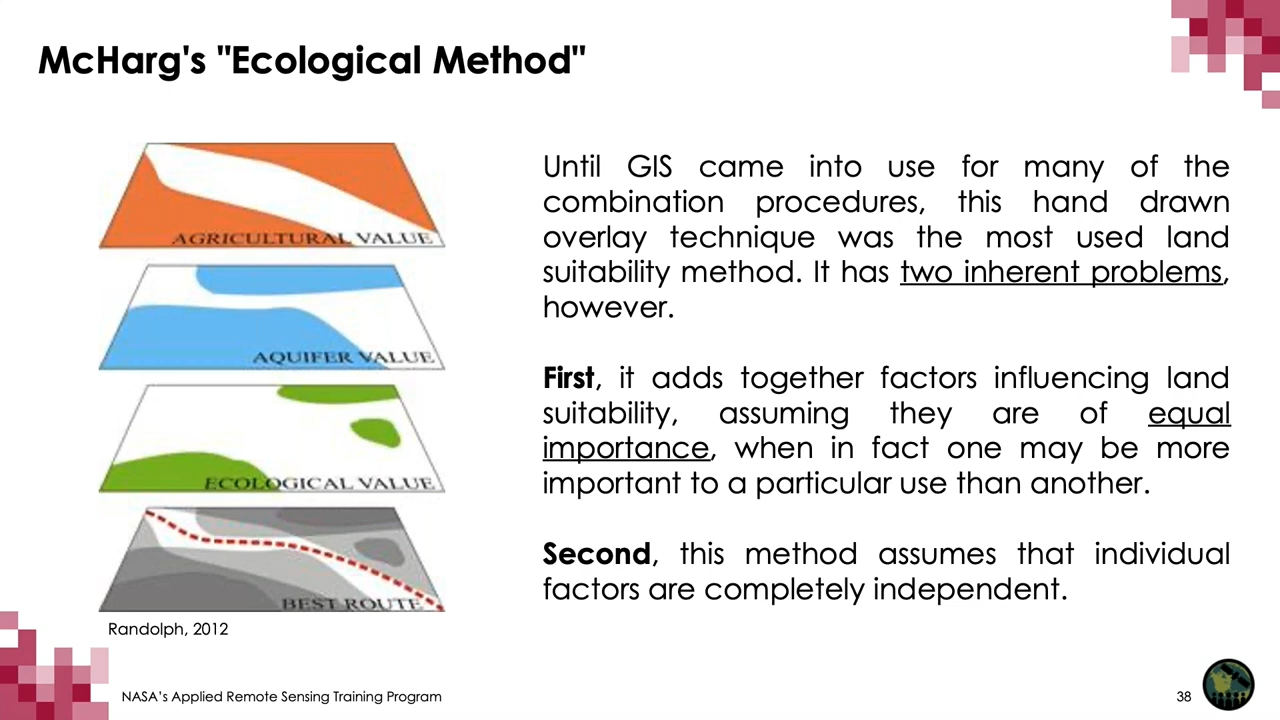 McHarg's "Ecological Method"
AGRICULTURAL VALUE
AQUIFER VALUE
ECOLOGICAL VALUE
BEST ROUTE
Randolph, 2012
Until GIS came into use for many of the
combination procedures, this hand drawn
overlay technique was the most used land
suitability method. It has two inherent problems,
however.
First, it adds together factors influencing land
suitability, assuming they are of equal
importance, when in fact one may be more
important to a particular use than another.
Second, this method assumes that individual
factors are completely independent.
NASA's Applied Remote Sensing Training Program
38